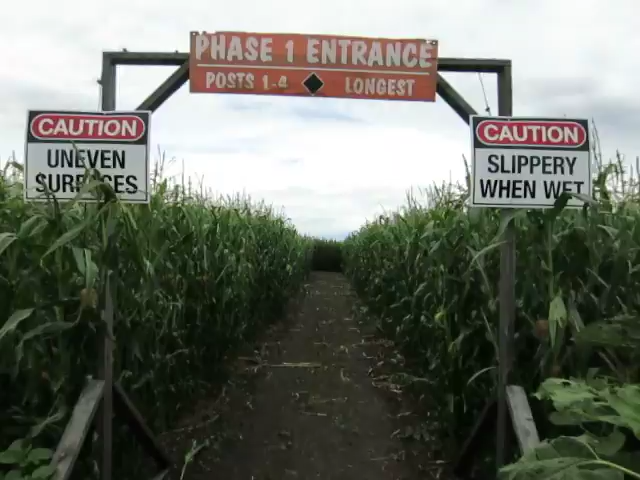 PHASE 1 ENTRANCE
POSTS 1-4 LONGEST
CAUTION
UNEVEN
SURFACES
CAUTION
SLIPPERY
WHEN WET